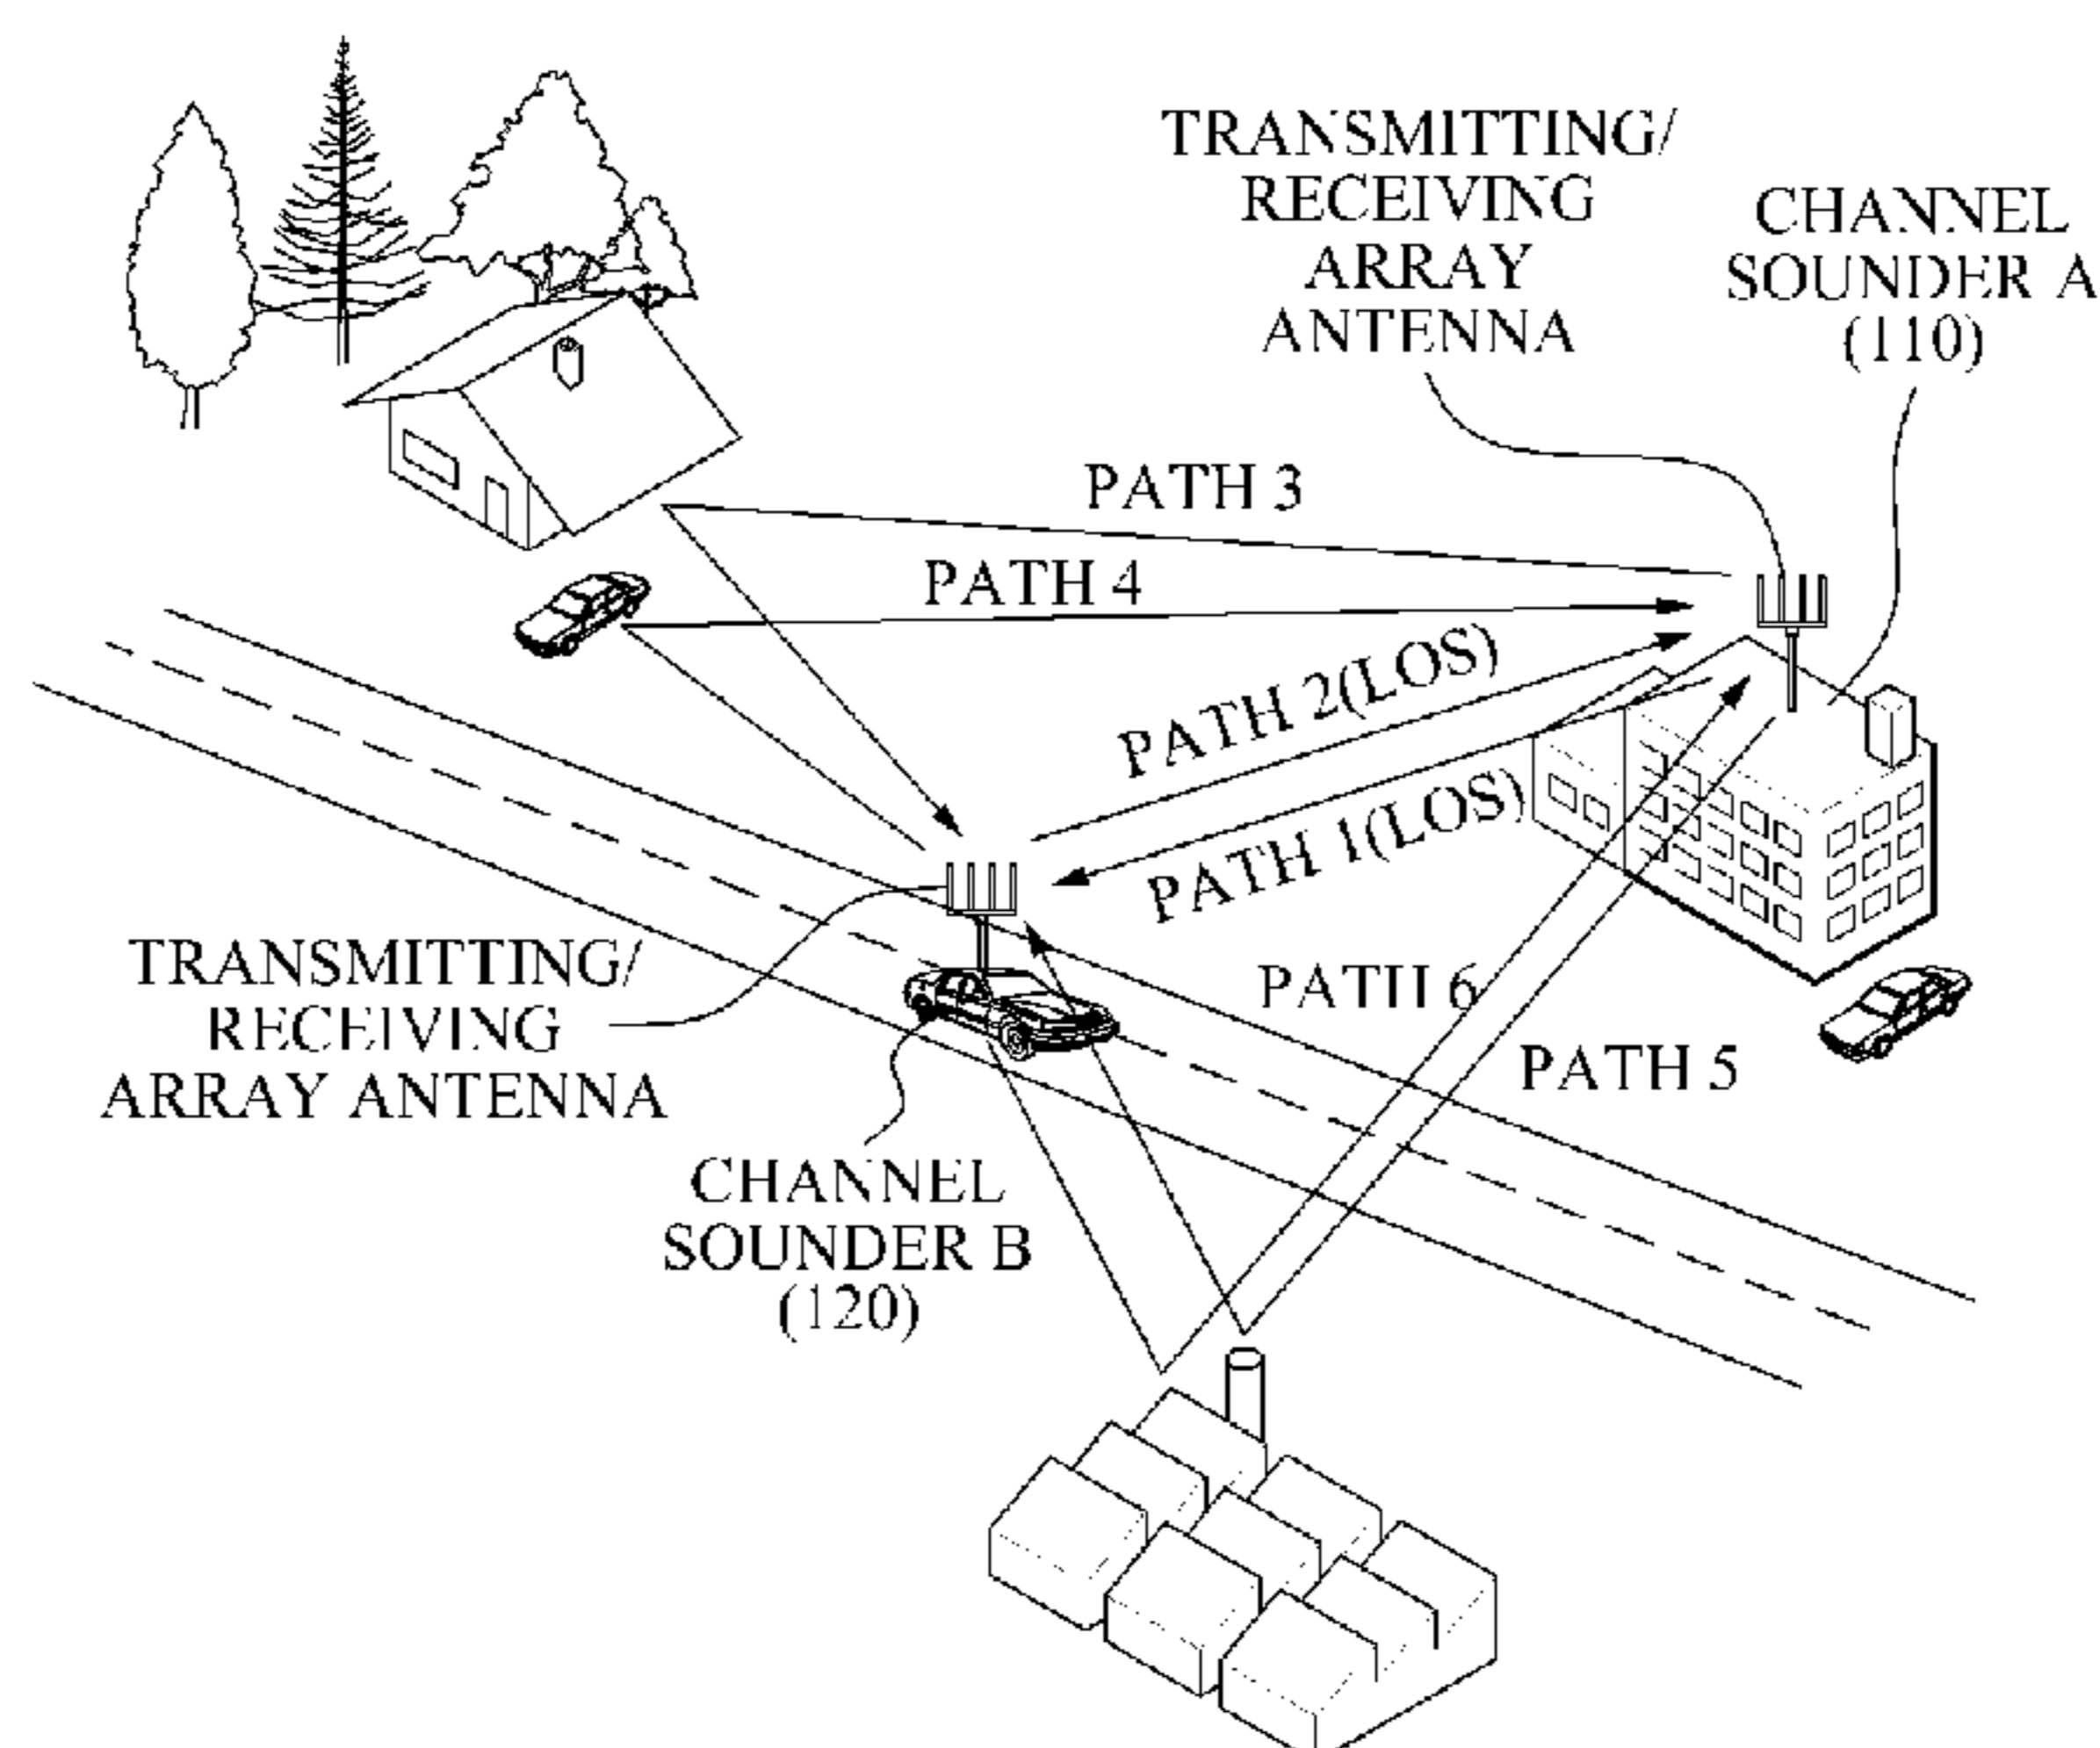 TRANSMITTING/
RECEIVING
ARRAY
ANTENNA
CHANNEL
SOUNDER A
(110)
PATH 3
PATH 4
PATH 2(LOS)
PATH 1(LOS)
TRANSMITTING/
RECEIVING
ARRAY ANTENNA
PATH 6
PATH 5
CHANNEL
SOUNDER B
(120)